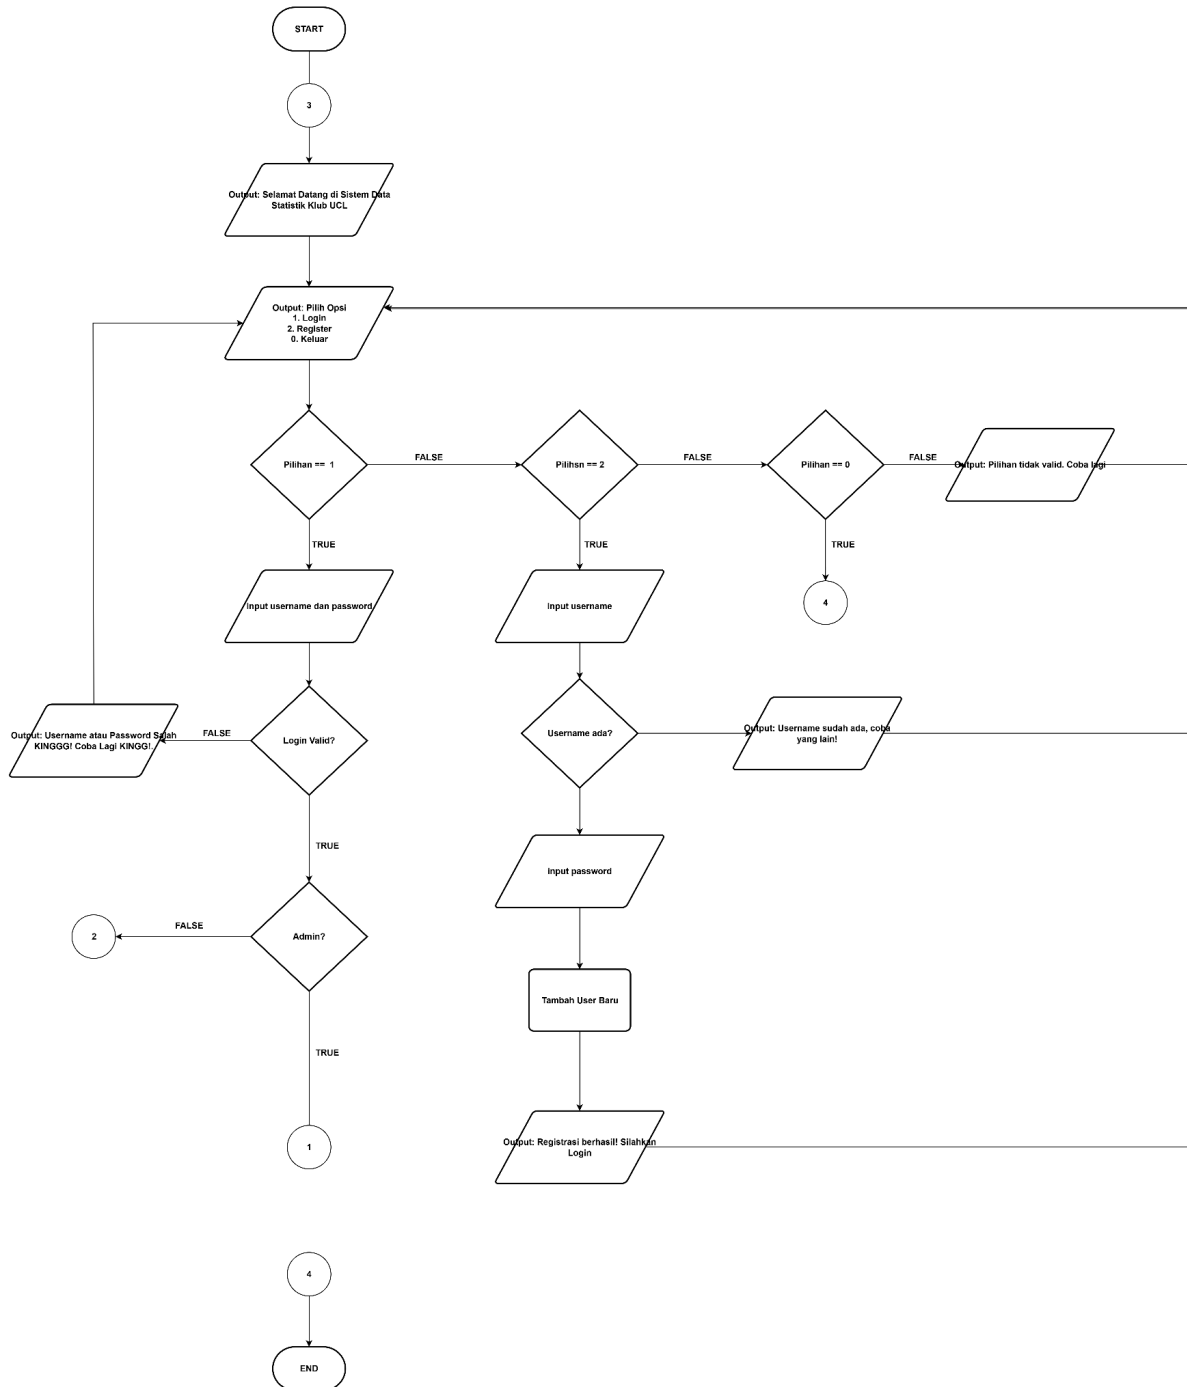 START
3
Output: Selamat Datang di Sistem Data
Statistik Klub UCL
Output: Pilih Opsi
1. Login
2. Register
0. Keluar
Pilihan == 1
FALSE
Pilihsn == 2
FALSE
Pilihan == 0
FALSE
Output: Pilihan tidak valid. Coba lagi
TRUE
TRUE
TRUE
Input username dan password
Input username
4
Output: Username atau Password Salah
KINGGG! Coba Lagi KINGG!.
FALSE
Login Valid?
Username ada?
Output: Username sudah ada, coba
yang lain!
TRUE
Input password
2
FALSE
Admin?
Tambah User Baru
TRUE
1
Output: Registrasi berhasil! Silahkan
Login
4
END